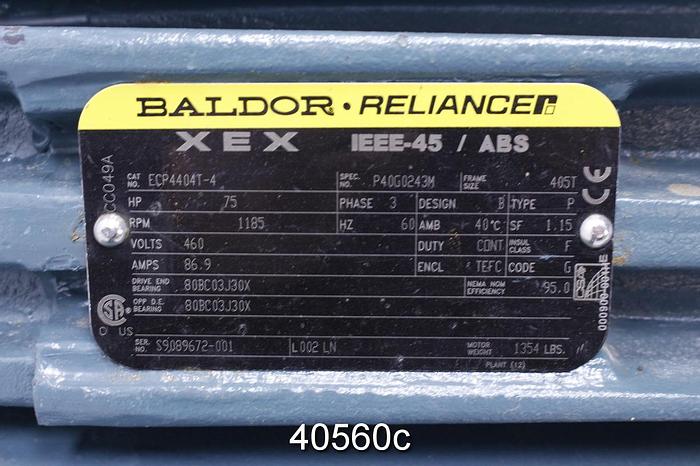 BALDOR • RELIANCE
XEX IEEE-45 / ABS
CC049A
CAT. NO. ECP4404T-4 SPEC. NO. P40G0243M FRAME SIZE 405T
HP 75 PHASE 3 DESIGN B TYPE P
RPM 1185 HZ 60 AMB 40°C SF 1.15
VOLTS 460 DUTY CONT INSUL CLASS F
AMPS 86.9 ENCL TEFC CODE G
DRIVE END BEARING 80BC03J30X NEMA NOM EFFICIENCY 95.0
OPP D.E. BEARING 80BC03J30X
C US
SER. NO. S9089672-001 L002 LN MOTOR WEIGHT 1354 LBS.
PLANT (12)
40560c